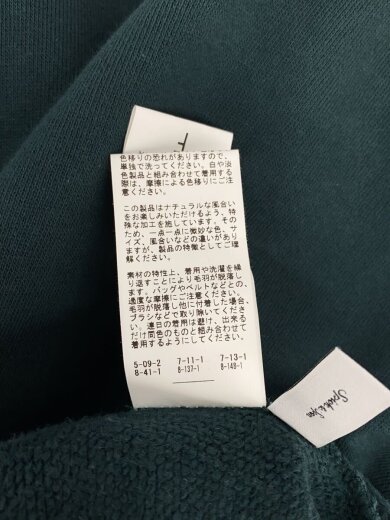 色移りの恐れがありますので、
単独で洗ってください。白や淡
色製品と組み合わせて着用する
際は、摩擦による色移りにご注
意ください。
この製品はナチュラルな風合い
をお楽しみいただけるよう、特
殊な加工を施しています。その
ため、一点一点に微妙な色、サ
イズ、風合いなどの違いがあり
ますが、製品の特徴としてご理
解ください。
素材の特性上、着用や洗濯を繰
り返すことにより毛羽が脱落し
ます。バッグやベルトなどとの、
過度な摩擦にご注意ください。
毛羽が脱落し他に付着した場合、
ブラシなどで取り除いてくださ
い。連日の着用は避け、出来る
だけ同色のものと組み合わせて
着用するようにしてください。
5-09-2 7-11-1 7-13-1
8-41-1 8-137-1 8-148-1